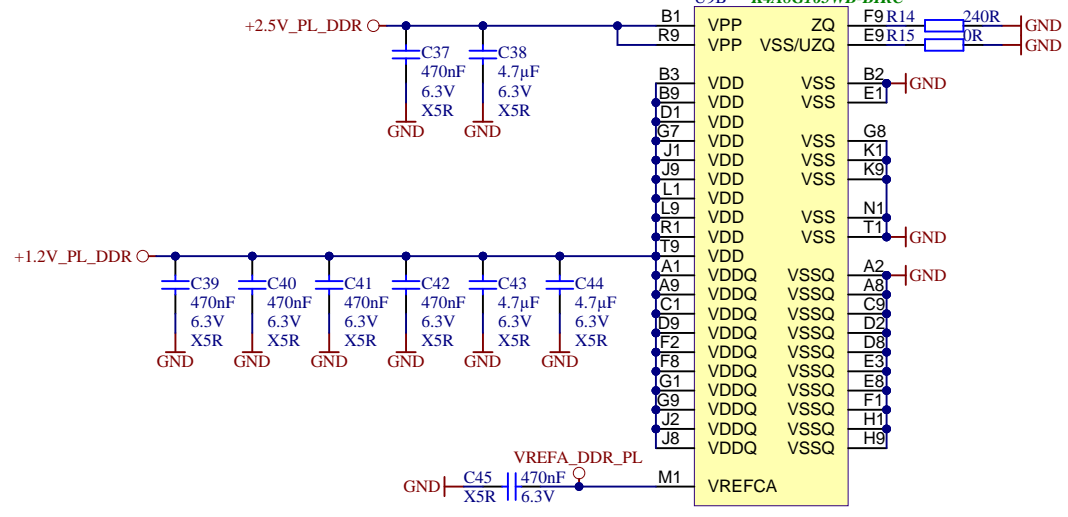 +2.5V_PL_DDR
C37
470nF
6.3V
X5R
GND
C38
4.7µF
6.3V
X5R
GND
B1 VPP ZQ F9 R14 240R GND
R9 VPP VSS/UZQ E9 R15 0R GND
B3 VDD VSS B2 GND
B9 VDD VSS E1
D1 VDD
G7 VDD VSS G8
J1 VDD VSS K1
J9 VDD VSS K9
L1 VDD
L9 VDD VSS N1
R1 VDD VSS T1 GND
T9 VDD
+1.2V_PL_DDR
A1 VDDQ VSSQ A2 GND
A9 VDDQ VSSQ A8
C1 VDDQ VSSQ C9
D9 VDDQ VSSQ D2
F2 VDDQ VSSQ D8
F8 VDDQ VSSQ E3
G1 VDDQ VSSQ E8
G9 VDDQ VSSQ F1
J2 VDDQ VSSQ H1
J8 VDDQ VSSQ H9
C39
470nF
6.3V
X5R
GND
C40
470nF
6.3V
X5R
GND
C41
470nF
6.3V
X5R
GND
C42
470nF
6.3V
X5R
GND
C43
4.7µF
6.3V
X5R
GND
C44
4.7µF
6.3V
X5R
GND
VREFA_DDR_PL
GND C45 470nF
X5R 6.3V
M1 VREFCA